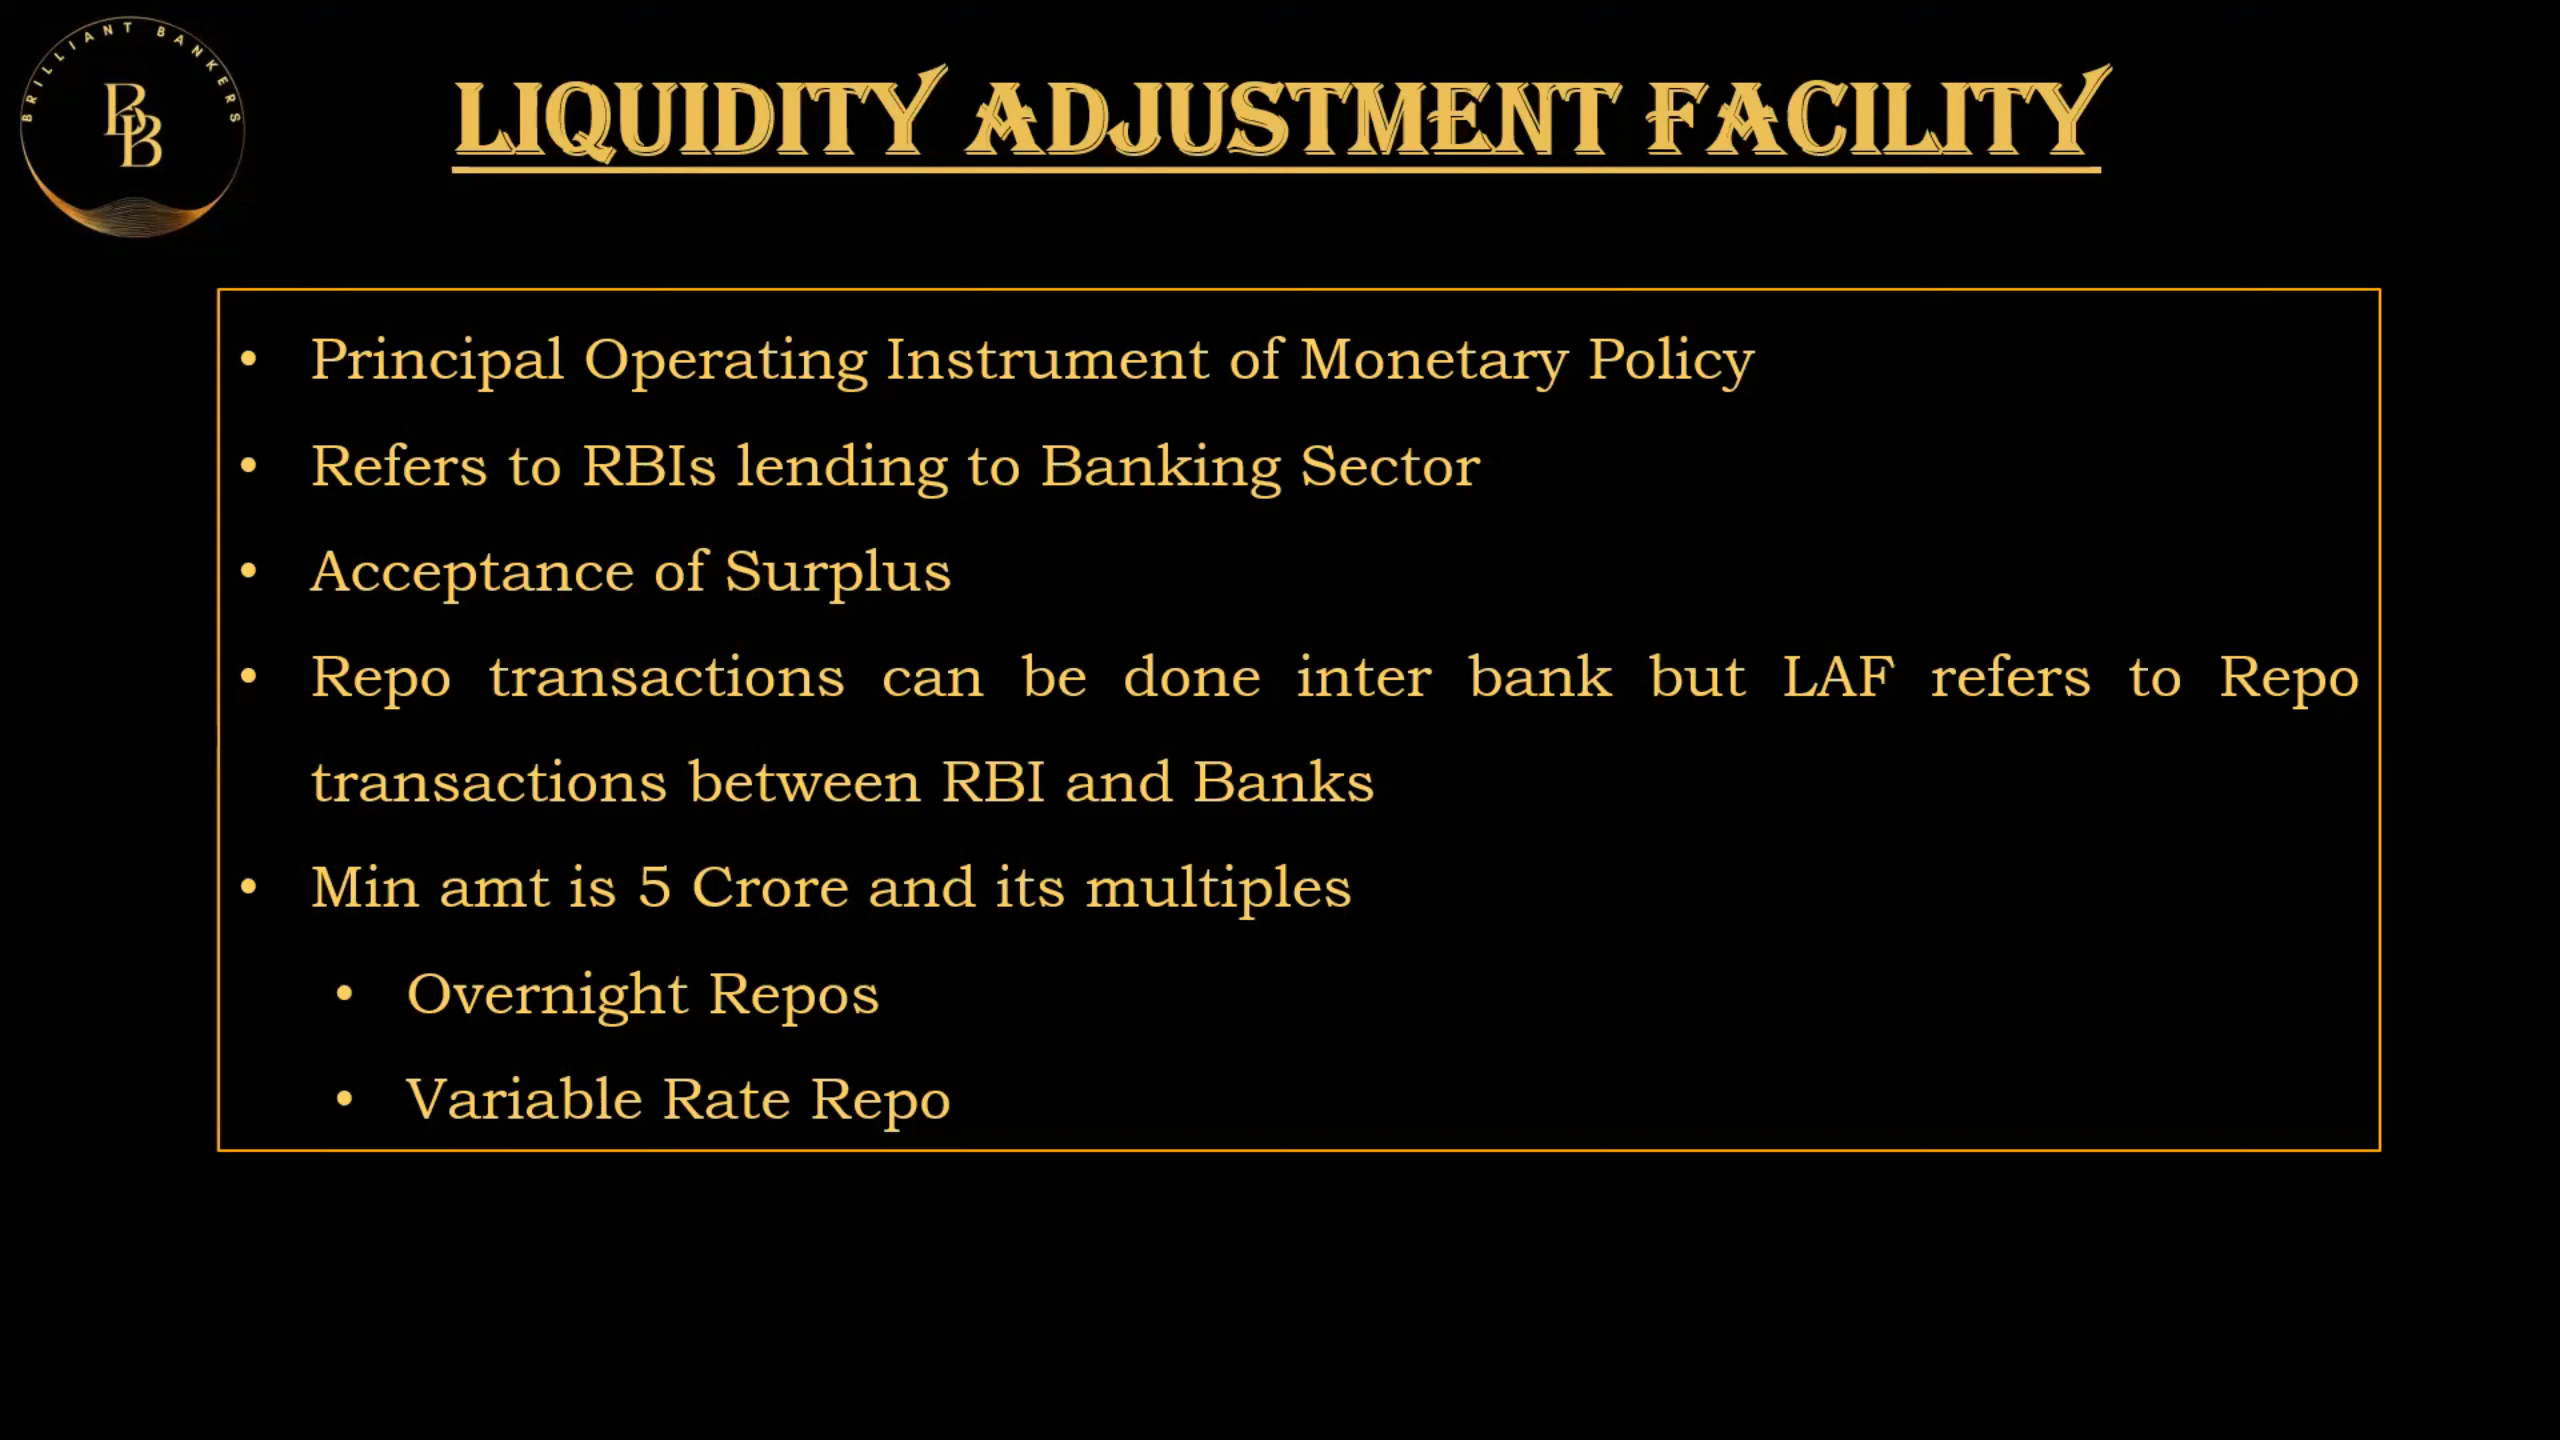 BRILLIANT BANKERS
BB
LIQUIDITY ADJUSTMENT FACILITY
• Principal Operating Instrument of Monetary Policy
• Refers to RBIs lending to Banking Sector
• Acceptance of Surplus
• Repo transactions can be done inter bank but LAF refers to Repo
transactions between RBI and Banks
• Min amt is 5 Crore and its multiples
• Overnight Repos
• Variable Rate Repo